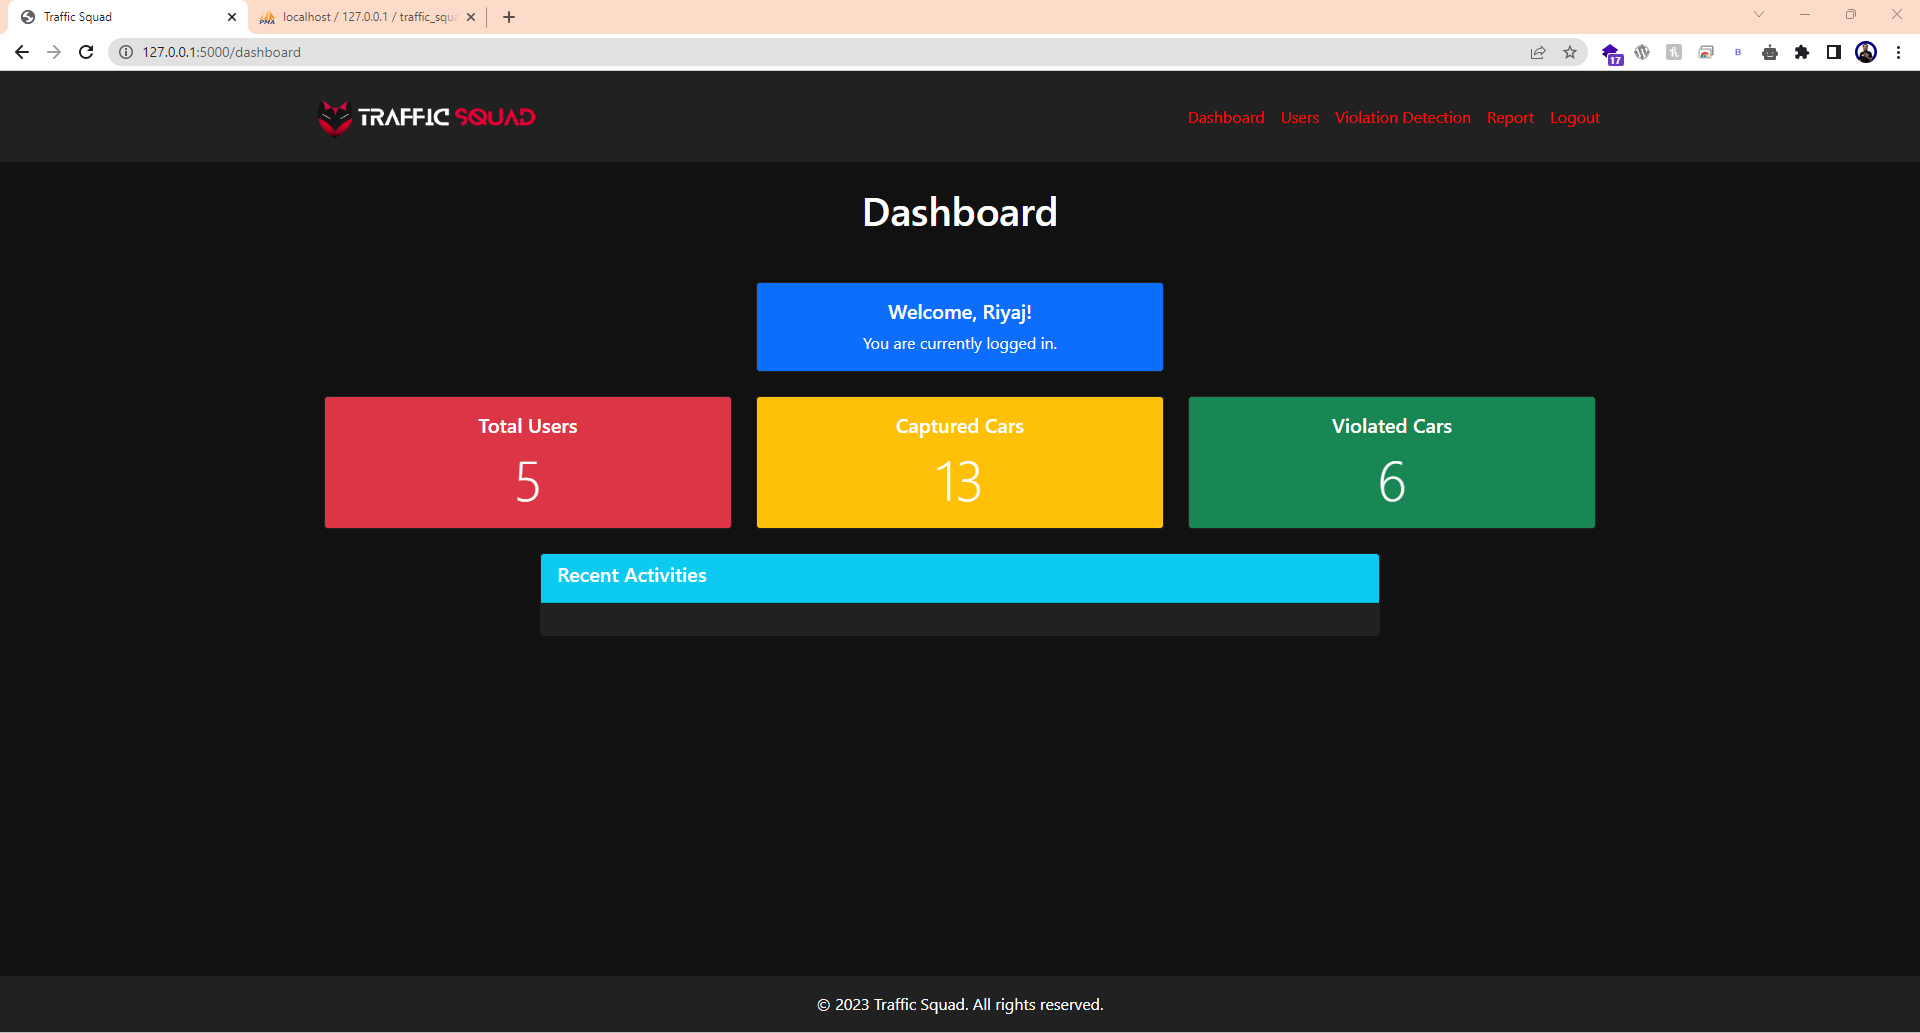 Traffic Squad
localhost / 127.0.0.1 / traffic_squa
127.0.0.1:5000/dashboard
17
B
TRAFFIC SQUAD
Dashboard Users Violation Detection Report Logout
Dashboard
Welcome, Riyaj!
You are currently logged in.
Total Users
5
Captured Cars
13
Violated Cars
6
Recent Activities
© 2023 Traffic Squad. All rights reserved.